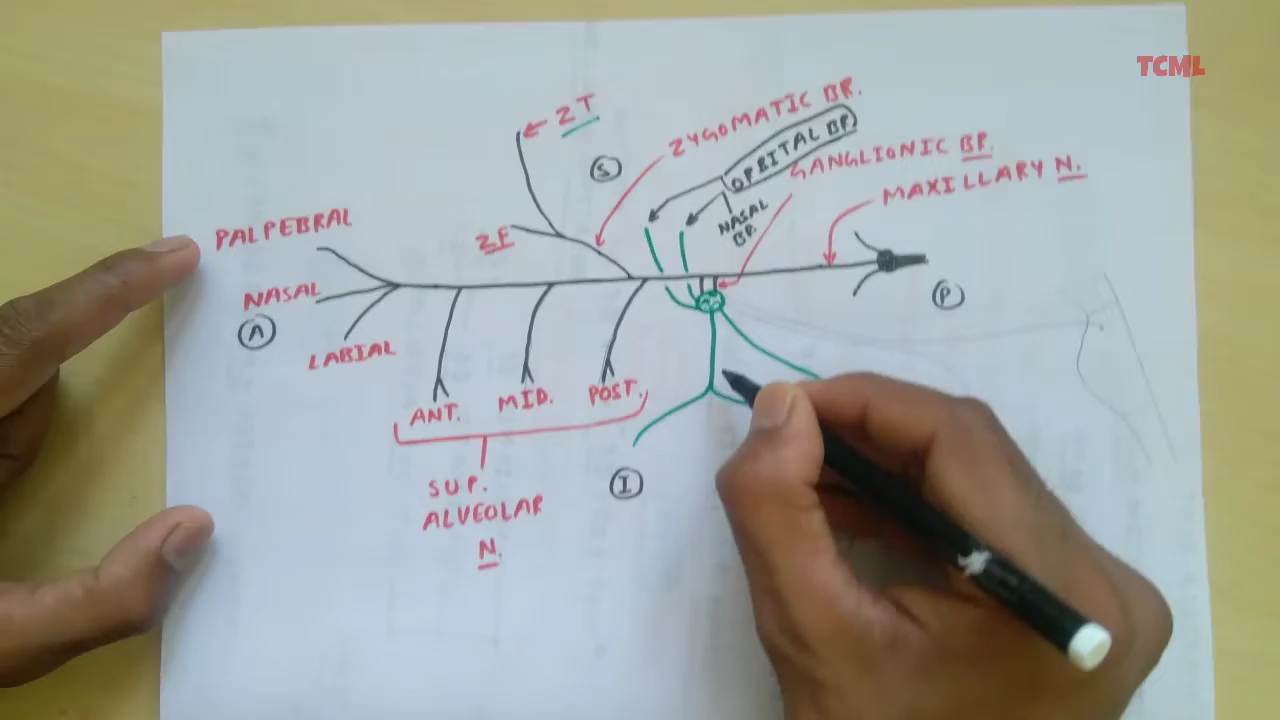 TCML
ZT
ZYGOMATIC BR.
ORBITAL BR.
GANGLIONIC BR.
MAXILLARY N.
S
NASAL
BR.
PALPEBRAL
ZF
NASAL
A
P
LABIAL
ANT.
MID.
POST.
I
SUP.
ALVEOLAR
N.